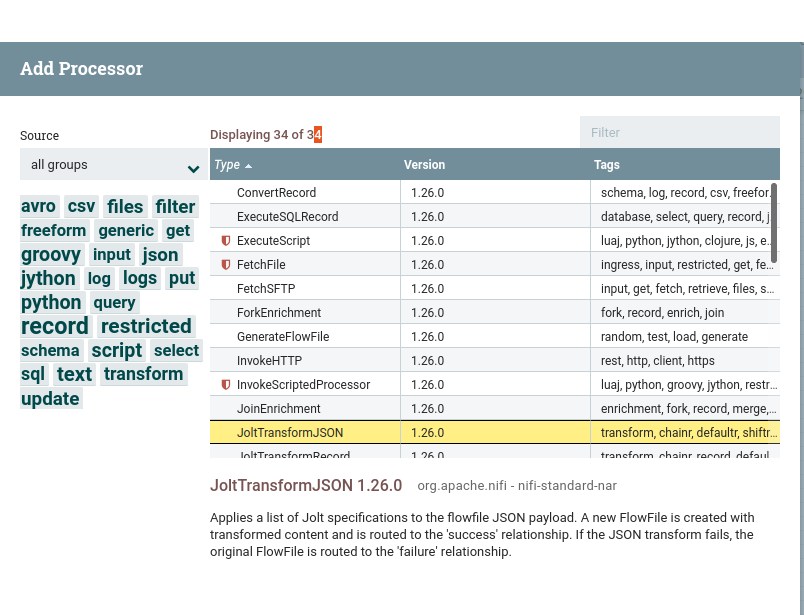 Add Processor
Source
Displaying 34 of 34
Filter
all groups
Type Version Tags
avro csv files filter
freeform generic get
groovy input json
jython log logs put
python query
record restricted
schema script select
sql text transform
update
ConvertRecord 1.26.0 schema, log, record, csv, freefor...
ExecuteSQLRecord 1.26.0 database, select, query, record, j...
ExecuteScript 1.26.0 luaj, python, jython, clojure, js, e...
FetchFile 1.26.0 ingress, input, restricted, get, fe...
FetchSFTP 1.26.0 input, get, fetch, retrieve, files, s...
ForkEnrichment 1.26.0 fork, record, enrich, join
GenerateFlowFile 1.26.0 random, test, load, generate
InvokeHTTP 1.26.0 rest, http, client, https
InvokeScriptedProcessor 1.26.0 luaj, python, groovy, jython, restr...
JoinEnrichment 1.26.0 enrichment, fork, record, merge,...
JoltTransformJSON 1.26.0 transform, chainr, defaultr, shiftr...
JoltTransformRecord 1.26.0 transform, chainr, record, defaul...
JoltTransformJSON 1.26.0 org.apache.nifi - nifi-standard-nar
Applies a list of Jolt specifications to the flowfile JSON payload. A new FlowFile is created with
transformed content and is routed to the 'success' relationship. If the JSON transform fails, the
original FlowFile is routed to the 'failure' relationship.